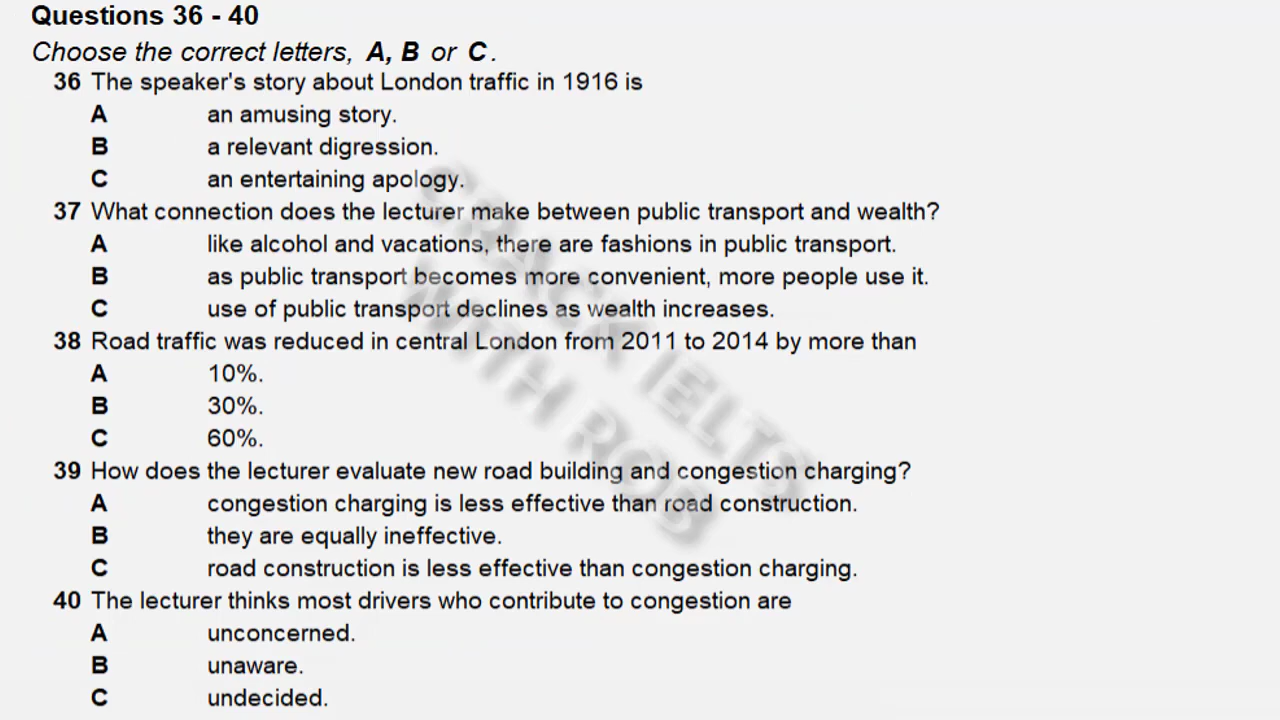 Questions 36 - 40
Choose the correct letters, A, B or C.
36 The speaker's story about London traffic in 1916 is
A an amusing story.
B a relevant digression.
C an entertaining apology.
37 What connection does the lecturer make between public transport and wealth?
A like alcohol and vacations, there are fashions in public transport.
B as public transport becomes more convenient, more people use it.
C use of public transport declines as wealth increases.
38 Road traffic was reduced in central London from 2011 to 2014 by more than
A 10%.
B 30%.
C 60%.
39 How does the lecturer evaluate new road building and congestion charging?
A congestion charging is less effective than road construction.
B they are equally ineffective.
C road construction is less effective than congestion charging.
40 The lecturer thinks most drivers who contribute to congestion are
A unconcerned.
B unaware.
C undecided.
CRACK IELTS
WITH ROB